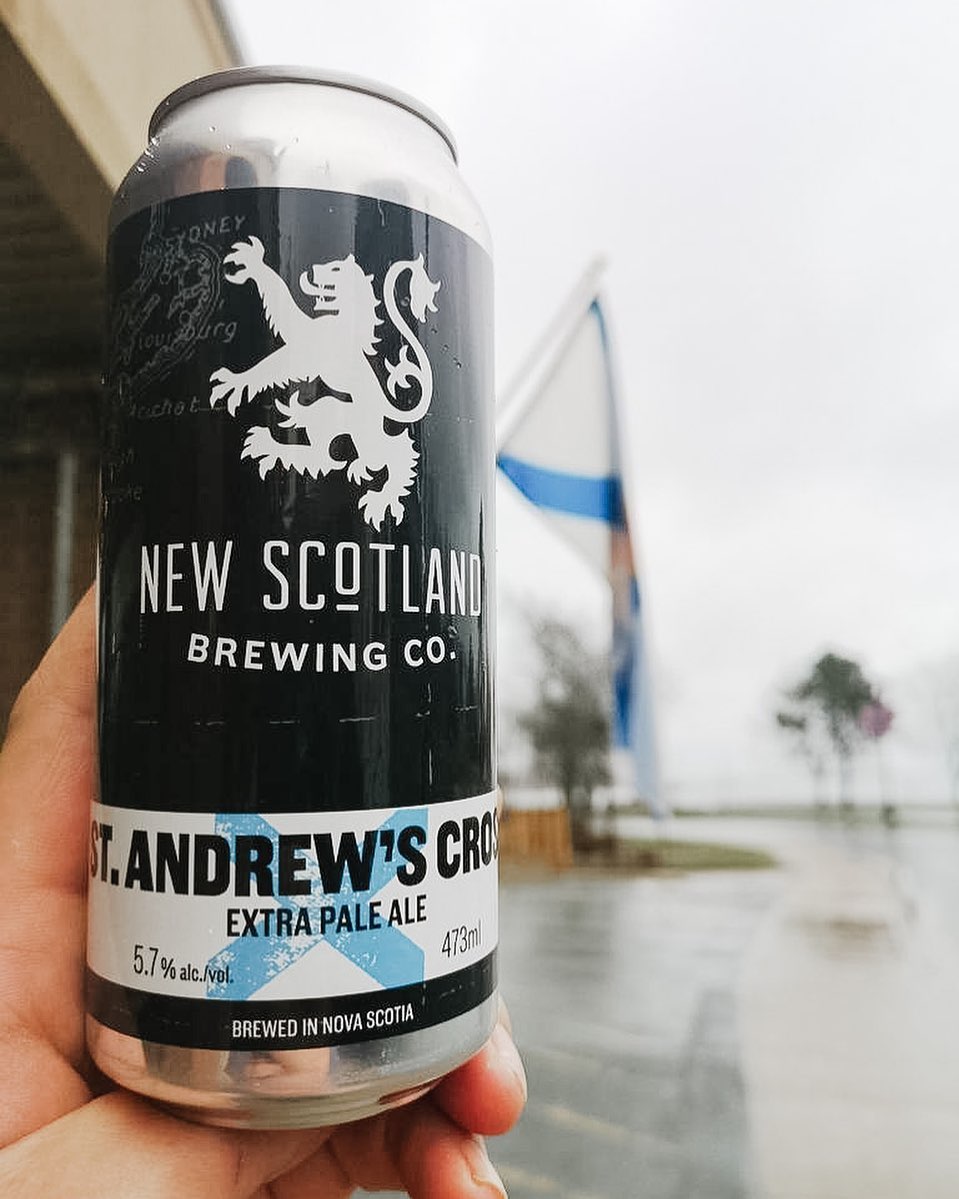 SYDNEY
NEW SCOTLAND
BREWING CO.
ST. ANDREW'S CROS
EXTRA PALE ALE
5.7% alc./vol.
473ml
BREWED IN NOVA SCOTIA